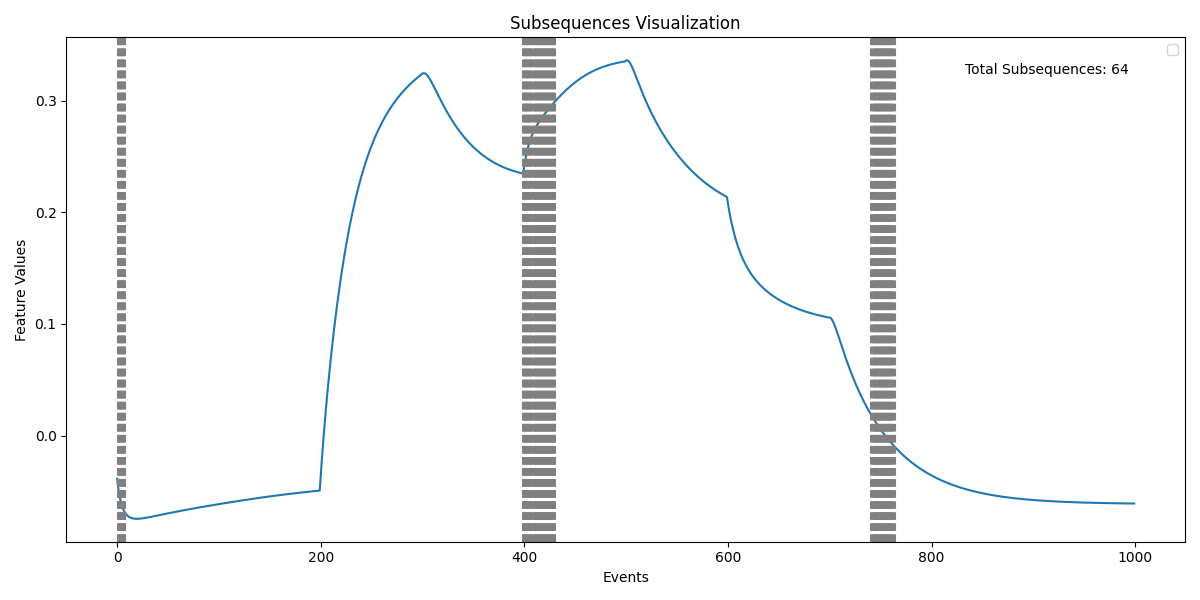 Subsequences Visualization
Total Subsequences: 64
Feature Values
0.3
0.2
0.1
0.0
0
200
400
600
800
1000
Events